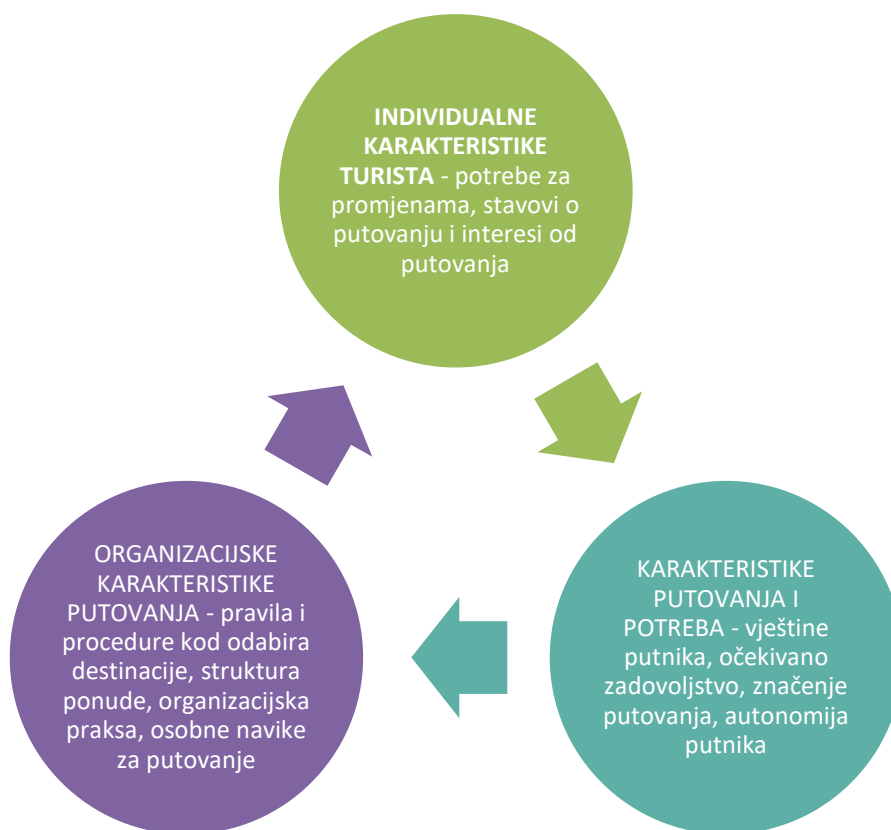 INDIVIDUALNE
KARAKTERISTIKE
TURISTA - potrebe za
promjenama, stavovi o
putovanju i interesi od
putovanja
ORGANIZACIJSKE
KARAKTERISTIKE
PUTOVANJA - pravila i
procedure kod odabira
destinacije, struktura
ponude, organizacijska
praksa, osobne navike
za putovanje
KARAKTERISTIKE
PUTOVANJA I
POTREBA - vještine
putnika, očekivano
zadovoljstvo, značenje
putovanja, autonomija
putnika